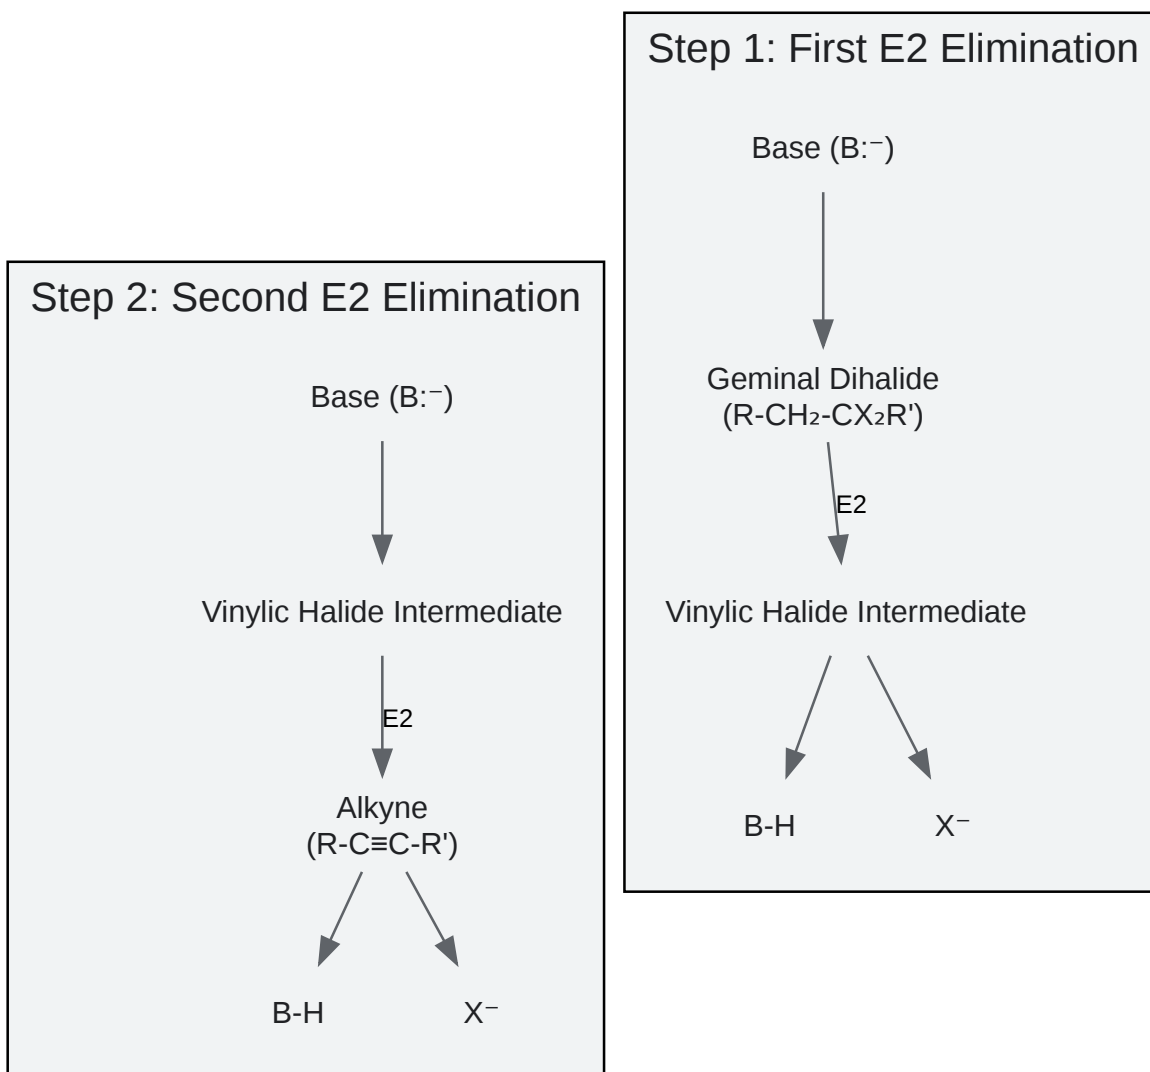 Step 1: First E2 Elimination
Base (B:⁻)
Geminal Dihalide
(R-CH₂-CX₂R')
E2
Vinylic Halide Intermediate
B-H
X⁻
Step 2: Second E2 Elimination
Base (B:⁻)
Vinylic Halide Intermediate
E2
Alkyne
(R-C≡C-R')
B-H
X⁻